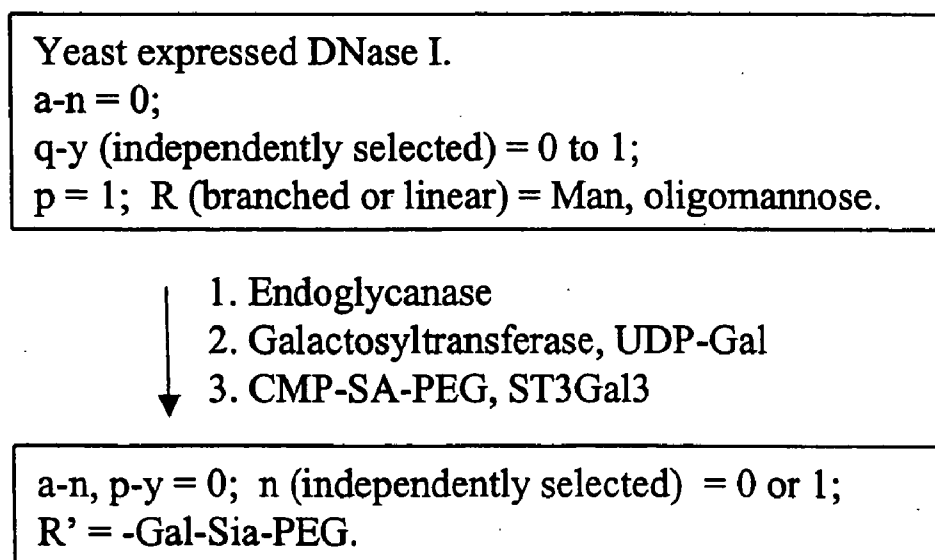 Yeast expressed DNase I.
a-n = 0;
q-y (independently selected) = 0 to 1;
p = 1; R (branched or linear) = Man, oligomannose.
1. Endoglycanase
2. Galactosyltransferase, UDP-Gal
3. CMP-SA-PEG, ST3Gal3
a-n, p-y = 0; n (independently selected) = 0 or 1;
R’ = -Gal-Sia-PEG.